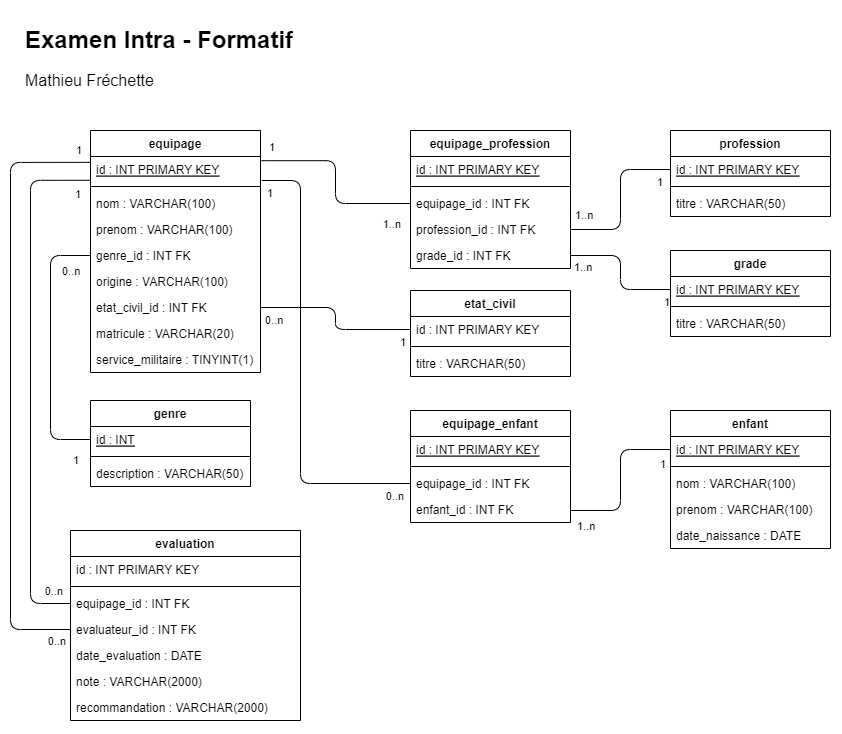 Examen Intra - Formatif
Mathieu Fréchette
equipage
id : INT PRIMARY KEY
nom : VARCHAR(100)
prenom : VARCHAR(100)
genre_id : INT FK
origine : VARCHAR(100)
etat_civil_id : INT FK
matricule : VARCHAR(20)
service_militaire : TINYINT(1)
1
1
1
1
0..n
0..n
equipage_profession
id : INT PRIMARY KEY
equipage_id : INT FK
profession_id : INT FK
grade_id : INT FK
1..n
1..n
1..n
profession
id : INT PRIMARY KEY
titre : VARCHAR(50)
1
grade
id : INT PRIMARY KEY
titre : VARCHAR(50)
1
etat_civil
id : INT PRIMARY KEY
titre : VARCHAR(50)
1
genre
id : INT
description : VARCHAR(50)
1
equipage_enfant
id : INT PRIMARY KEY
equipage_id : INT FK
enfant_id : INT FK
0..n
1..n
enfant
id : INT PRIMARY KEY
nom : VARCHAR(100)
prenom : VARCHAR(100)
date_naissance : DATE
1
evaluation
id : INT PRIMARY KEY
equipage_id : INT FK
evaluateur_id : INT FK
date_evaluation : DATE
note : VARCHAR(2000)
recommandation : VARCHAR(2000)
0..n
0..n